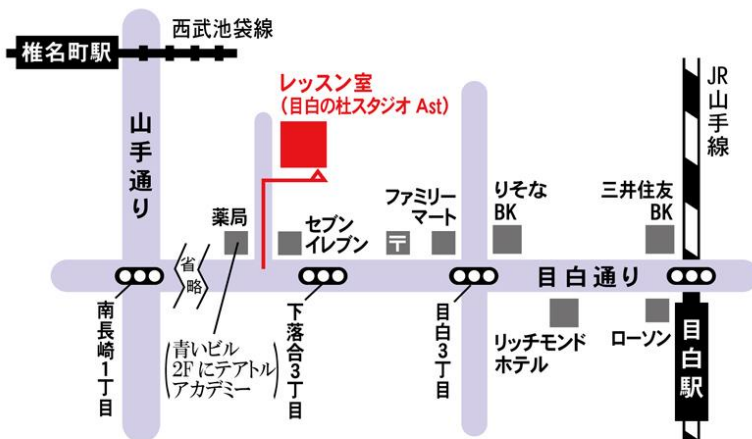 西武池袋線
椎名町駅
レッスン室
(目白の杜スタジオ Ast)
JR山手線
山手通り
薬局
セブン
イレブン
〒
ファミリー
マート
りそな
BK
三井住友
BK
省略
目白通り
南長崎1丁目
(青いビル
2Fにテアトル
アカデミー)
下落合3丁目
目白3丁目
リッチモンド
ホテル
ローソン
目白駅